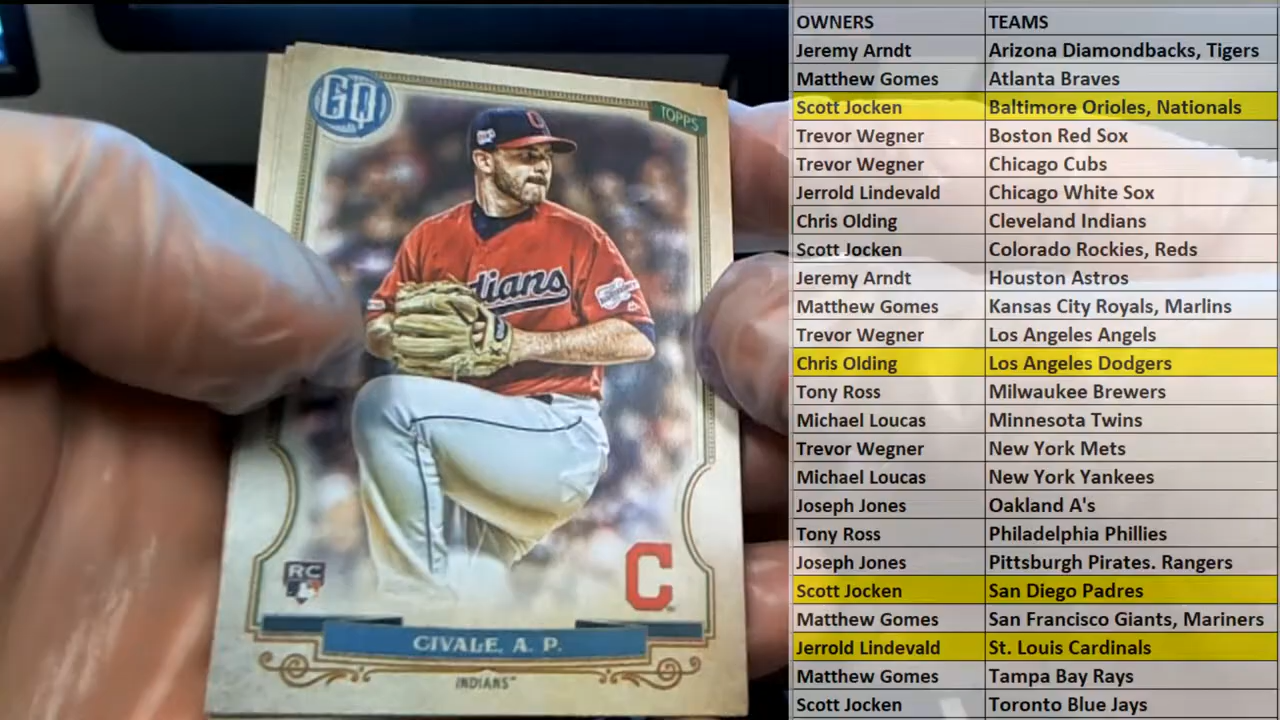 GQ
TOPPS
C
dians
RC
C
CIVALE, A. P.
INDIANS
OWNERS TEAMS
Jeremy Arndt Arizona Diamondbacks, Tigers
Matthew Gomes Atlanta Braves
Scott Jocken Baltimore Orioles, Nationals
Trevor Wegner Boston Red Sox
Trevor Wegner Chicago Cubs
Jerrold Lindevald Chicago White Sox
Chris Olding Cleveland Indians
Scott Jocken Colorado Rockies, Reds
Jeremy Arndt Houston Astros
Matthew Gomes Kansas City Royals, Marlins
Trevor Wegner Los Angeles Angels
Chris Olding Los Angeles Dodgers
Tony Ross Milwaukee Brewers
Michael Loucas Minnesota Twins
Trevor Wegner New York Mets
Michael Loucas New York Yankees
Joseph Jones Oakland A's
Tony Ross Philadelphia Phillies
Joseph Jones Pittsburgh Pirates. Rangers
Scott Jocken San Diego Padres
Matthew Gomes San Francisco Giants, Mariners
Jerrold Lindevald St. Louis Cardinals
Matthew Gomes Tampa Bay Rays
Scott Jocken Toronto Blue Jays